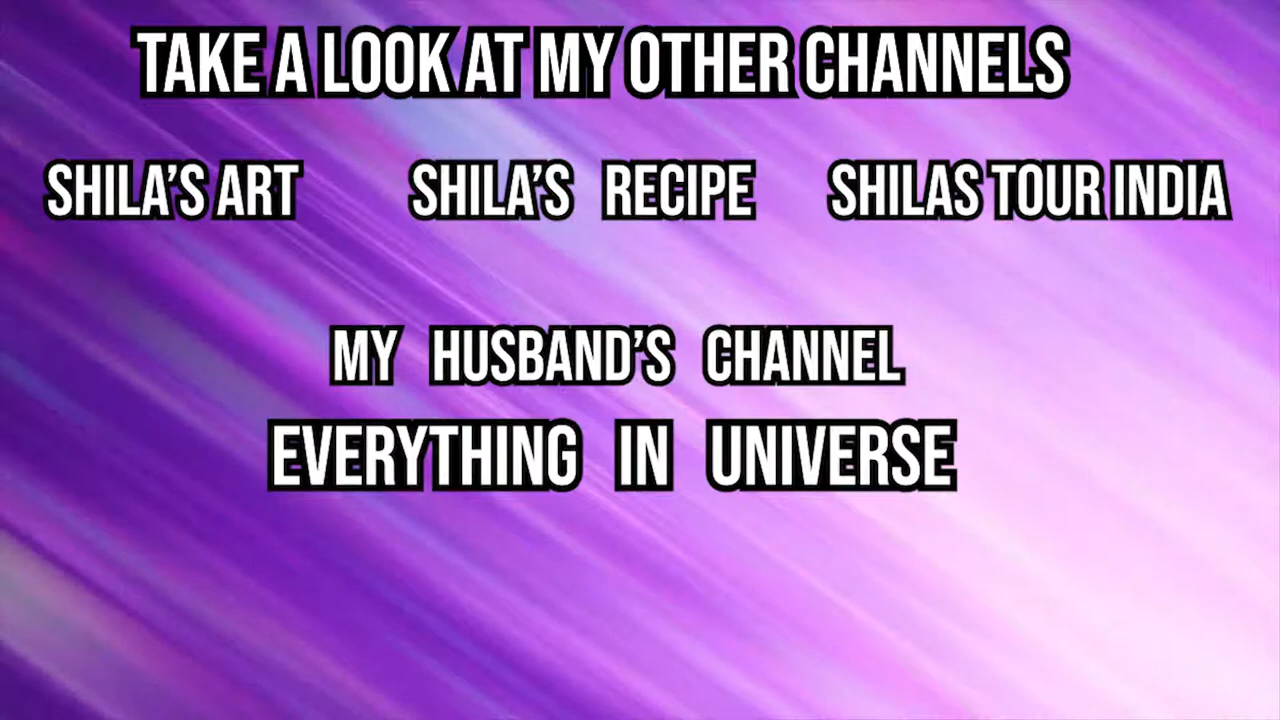 TAKE A LOOK AT MY OTHER CHANNELS
SHILA'S ART SHILA'S RECIPE SHILAS TOUR INDIA
MY HUSBAND'S CHANNEL
EVERYTHING IN UNIVERSE